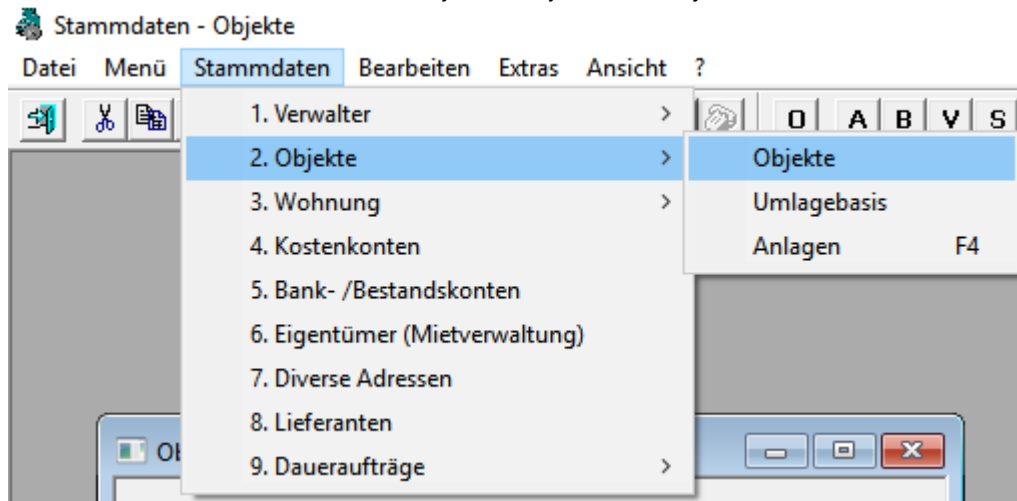 Stammdaten - Objekte
Datei Menü Stammdaten Bearbeiten Extras Ansicht ?
O A B V S
1. Verwalter >
2. Objekte >
3. Wohnung >
4. Kostenkonten
5. Bank- /Bestandskonten
6. Eigentümer (Mietverwaltung)
7. Diverse Adressen
8. Lieferanten
9. Daueraufträge >
Objekte
Umlagebasis
Anlagen F4